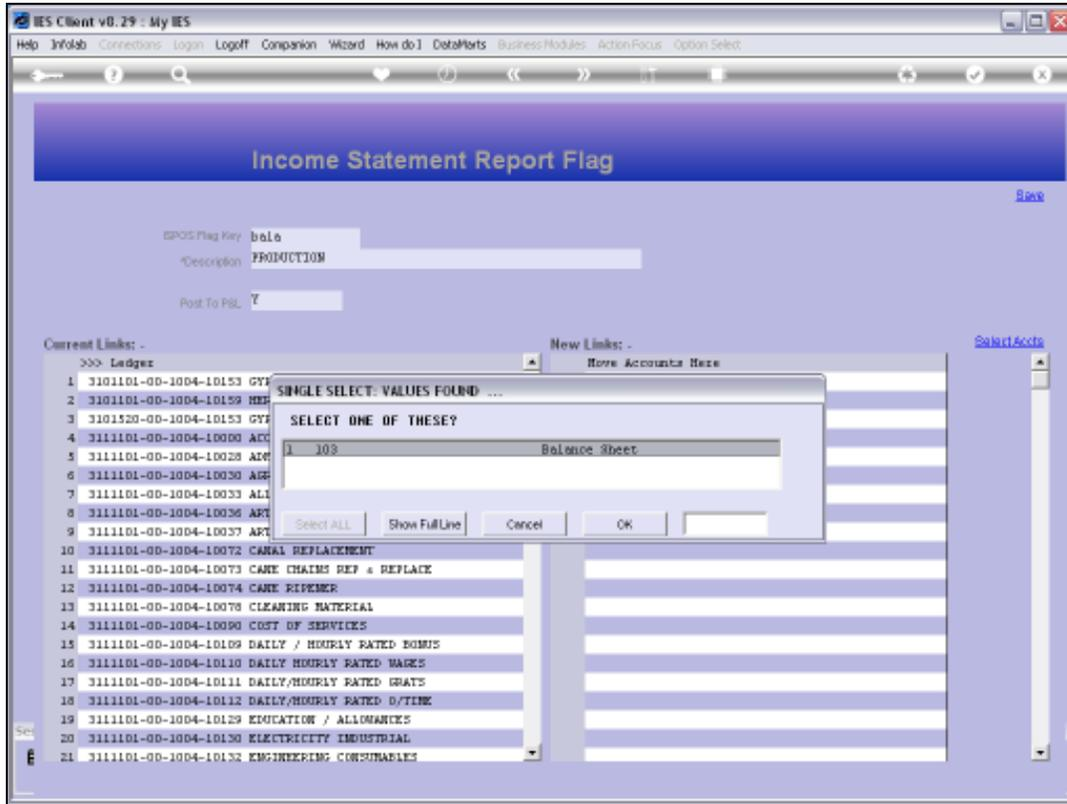 IES Client v8.29 : My IES
Help Infolab Connections Logon Logoff Companion Wizard How do I DataMarts Business Modules Action Focus Option Select
Income Statement Report Flag
Save
ISPOS Flag Key bala
*Description PRODUCTION
Post To P&L Y
Current Links: -
New Links: -
Select Accts
>>> Ledger
Move Accounts Here
1 3101101-00-1004-10153 GYP
2 3101101-00-1004-10159
3 3101520-00-1004-10153 GYP
4 3111101-00-1004-10000 ACC
5 3111101-00-1004-10028 ADM
6 3111101-00-1004-10030
7 3111101-00-1004-10033 ALL
8 3111101-00-1004-10036 ART
9 3111101-00-1004-10037 ART
SINGLE SELECT: VALUES FOUND ...
SELECT ONE OF THESE?
1 103 Balance Sheet
Select ALL Show Full Line Cancel OK
10 3111101-00-1004-10072 CANAL REPLACEMENT
11 3111101-00-1004-10073 CANE CHAINS REP & REPLACE
12 3111101-00-1004-10074 CANE RIPENER
13 3111101-00-1004-10078 CLEANING MATERIAL
14 3111101-00-1004-10090 COST OF SERVICES
15 3111101-00-1004-10109 DAILY / HOURLY RATED BONUS
16 3111101-00-1004-10110 DAILY HOURLY RATED WAGES
17 3111101-00-1004-10111 DAILY/HOURLY RATED GRATS
18 3111101-00-1004-10112 DAILY/HOURLY RATED O/TIME
19 3111101-00-1004-10129 EDUCATION / ALLOWANCES
20 3111101-00-1004-10130 ELECTRICITY INDUSTRIAL
21 3111101-00-1004-10132 ENGINEERING CONSUMABLES